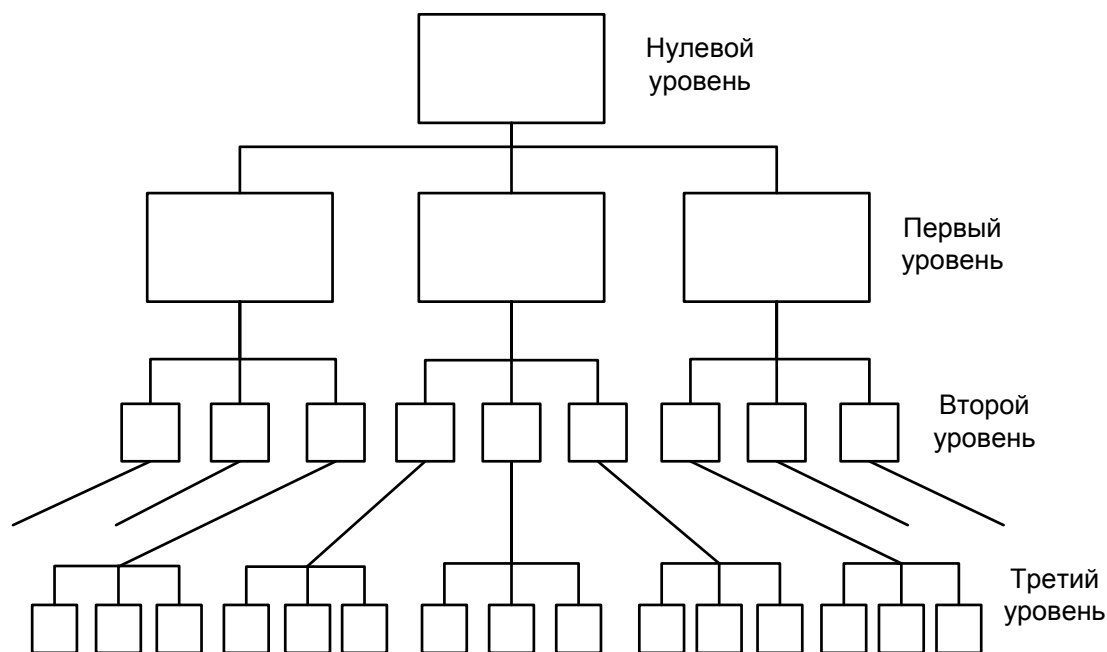 Нулевой
уровень
Первый
уровень
Второй
уровень
Третий
уровень